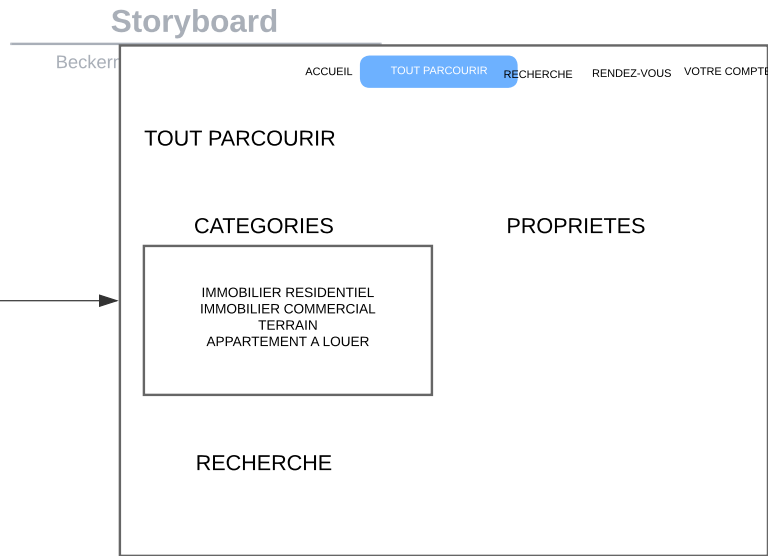 Storyboard
ACCUEIL TOUT PARCOURIR RECHERCHE RENDEZ-VOUS VOTRE COMPTE
TOUT PARCOURIR
CATEGORIES PROPRIETES
IMMOBILIER RESIDENTIEL
IMMOBILIER COMMERCIAL
TERRAIN
APPARTEMENT A LOUER
RECHERCHE